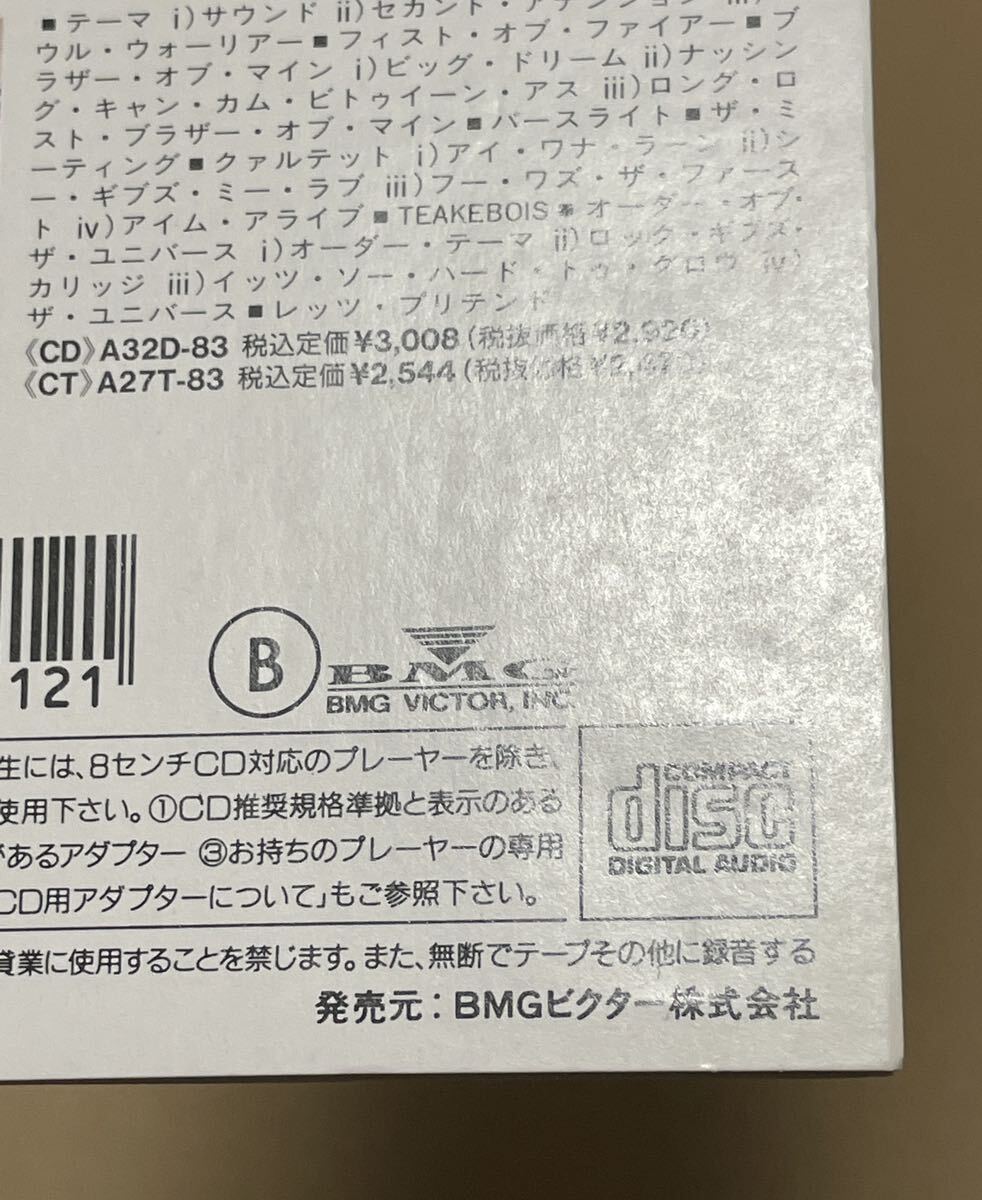 ■テーマ i)サウンド ii)セカンド・アテンション
ウル・ウォーリアー■フィスト・オブ・ファイアー■ブ
ラザー・オブ・マイン i)ビッグ・ドリーム ii)ナッシン
グ・キャン・カム・ビトゥイーン・アス iii)ロング・ロ
スト・ブラザー・オブ・マイン■バースライト■ザ・ミ
ーティング■クァルテット i)アイ・ワナ・ラーン ii)シ
ー・ギブズ・ミー・ラブ iii)フー・ワズ・ザ・ファース
ト iv)アイム・アライブ■TEAKEBOIS■オーダー・オブ・
ザ・ユニバース i)オーダー・テーマ ii)ロック・ギブズ・
カリッジ iii)イッツ・ソー・ハード・トゥ・グロウ iv)
ザ・ユニバース■レッツ・プリテンド
《CD》A32D-83 税込定価¥3,008(税抜価格¥2,920)
《CT》A27T-83 税込定価¥2,544(税抜価格
121
B
BMG
BMG VICTOR, INC.
生には、8センチCD対応のプレーヤーを除き、
使用下さい。①CD推奨規格準拠と表示のある
があるアダプター ③お持ちのプレーヤーの専用
CD用アダプターについて」もご参照下さい。
COMPACT
disc
DIGITAL AUDIO
貸業に使用することを禁じます。また、無断でテープその他に録音する
発売元：BMGビクター株式会社